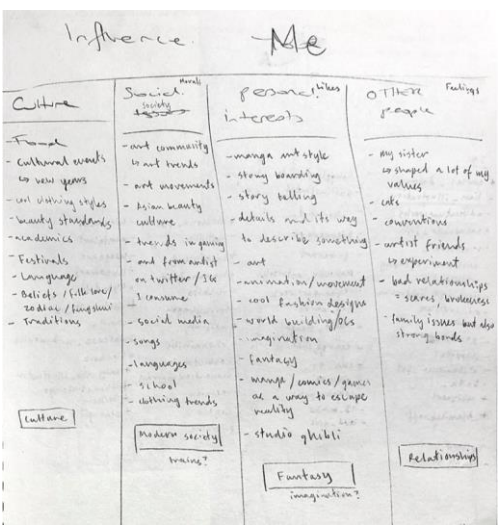 Influence Me
Culture
- Food
- Cultural events
↳ new years
- cool clothing styles
- beauty standards
- academics
- Festivals
- Language
- Beliefs / folk lore /
zodiac / fungshui
- Traditions
Culture
Social Morals
society
- art community
↳ art trends
- art movements
- Asian beauty
culture
- trends in gaming
- and from artist
on twitter / IG
I consume
- social media
- songs
- languages
- school
- clothing trends
Modern society
Personal likes
interests
- manga art style
- story boarding
- story telling
- details and its way
to describe something
- art
- animation/movement
- cool fashion designs
- world building/OCs
- imagination
- fantasy
- manga / comics / games
as a way to escape
reality
- studio ghibli
Fantasy
imagination?
OTHER Feelings
people
- my sister
↳ shaped a lot of my
values
- cats
- conventions
- artist friends
↳ experiment
- bad relationships
= scares, brokeness
- family issues but also
strong bonds
Relationships